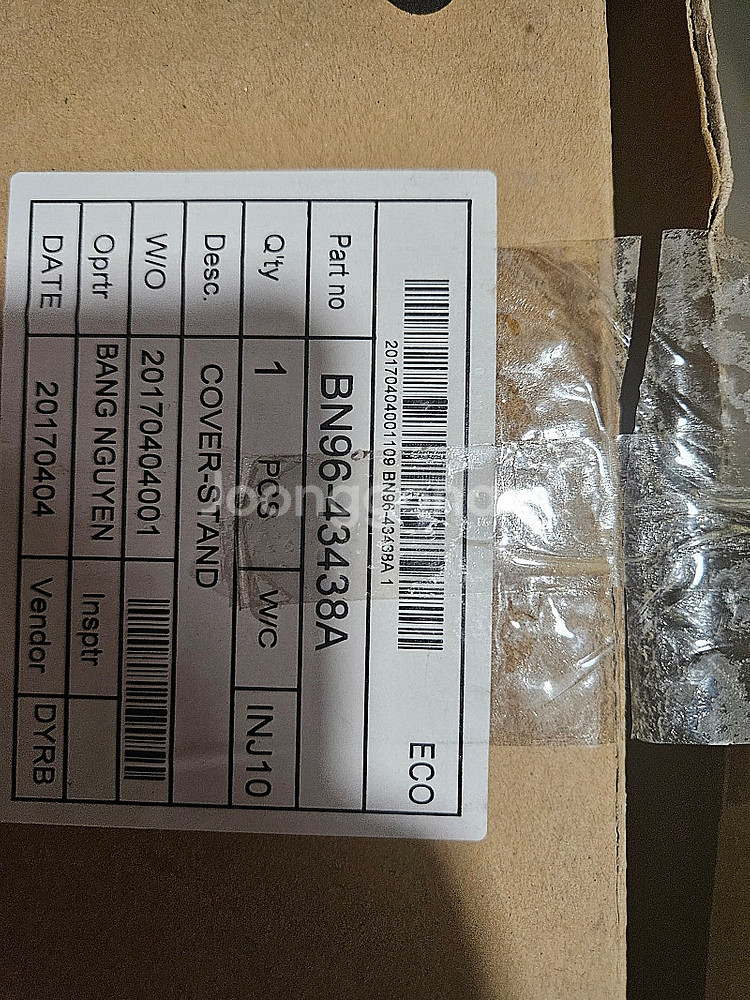 ECO
20170404001109 BN96-43438A 1
Part no BN96-43438A
Q'ty 1 PCS W/C INJ10
Desc. COVER-STAND
W/O 20170404001
Oprtr BANG NGUYEN Insptr
DATE 20170404 Vendor DYRB